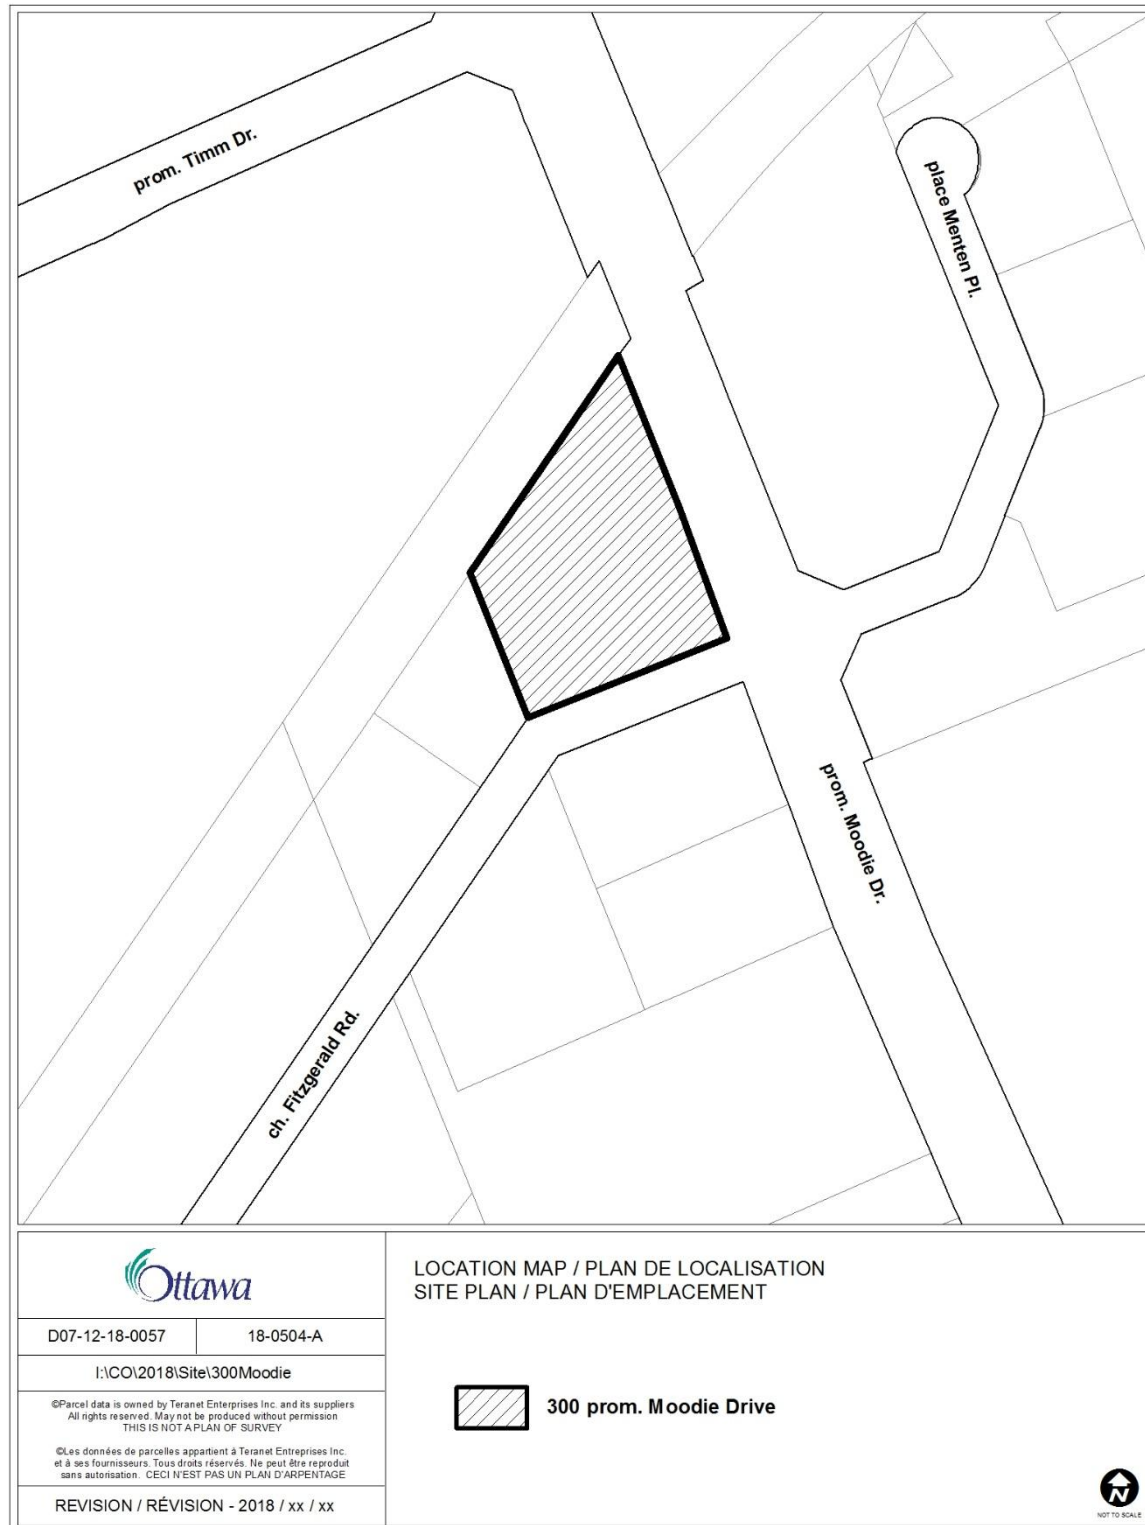 prom. Timm Dr.
place Menten Pl.
prom. Moodie Dr.
ch. Fitzgerald Rd.
Ottawa
D07-12-18-0057
18-0504-A
I:\CO\2018\Site\300Moodie
©Parcel data is owned by Teranet Enterprises Inc. and its suppliers
All rights reserved. May not be produced without permission
THIS IS NOT A PLAN OF SURVEY
©Les données de parcelles appartient à Teranet Entreprises Inc.
et à ses fournisseurs. Tous droits réservés. Ne peut être reproduit
sans autorisation. CECI N'EST PAS UN PLAN D'ARPENTAGE
REVISION / RÉVISION - 2018 / xx / xx
LOCATION MAP / PLAN DE LOCALISATION
SITE PLAN / PLAN D'EMPLACEMENT
300 prom. Moodie Drive
N
NOT TO SCALE